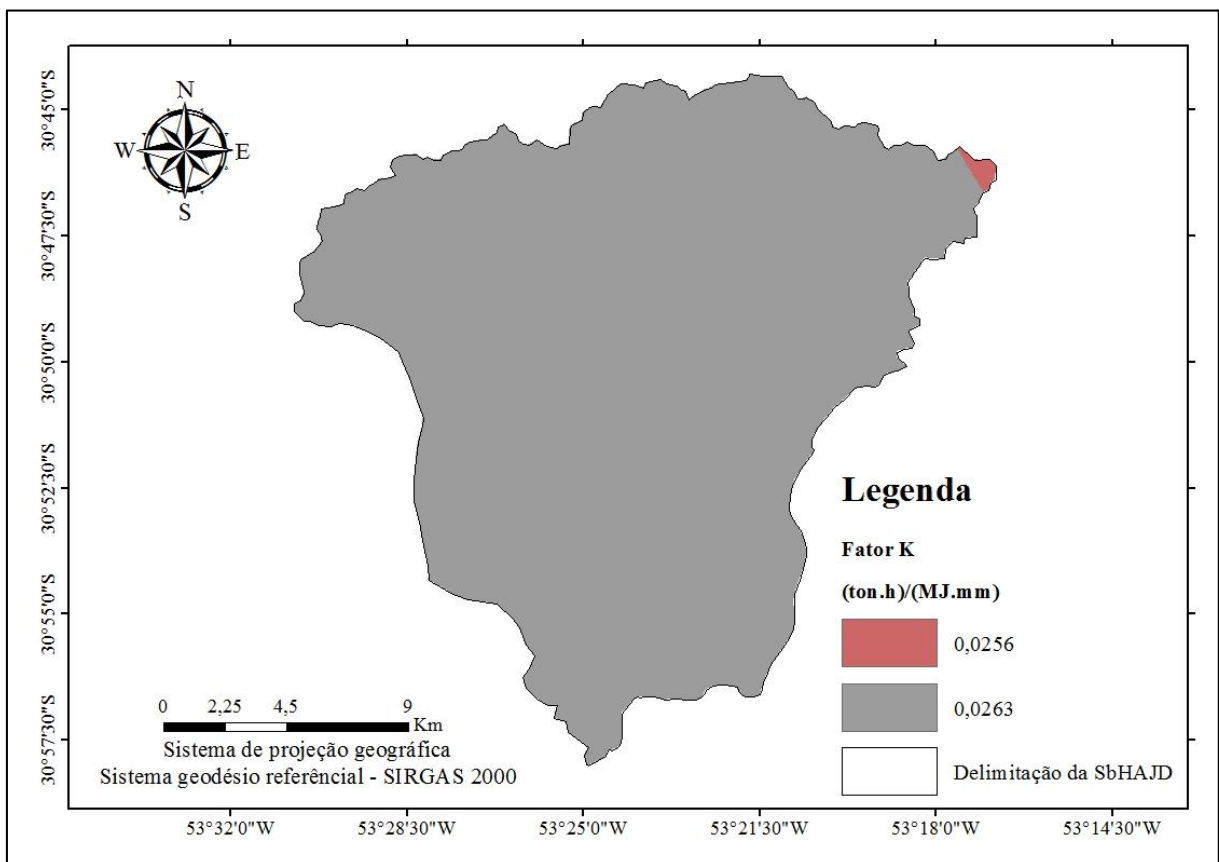 N
W
E
S
30°45'0"S
30°47'30"S
30°50'0"S
30°52'30"S
30°55'0"S
30°57'30"S
Legenda
Fator K
(ton.h)/(MJ.mm)
0,0256
0,0263
Delimitação da SbHAJD
0 2,25 4,5 9
Km
Sistema de projeção geográfica
Sistema geodésio referêncial - SIRGAS 2000
53°32'0"W 53°28'30"W 53°25'0"W 53°21'30"W 53°18'0"W 53°14'30"W